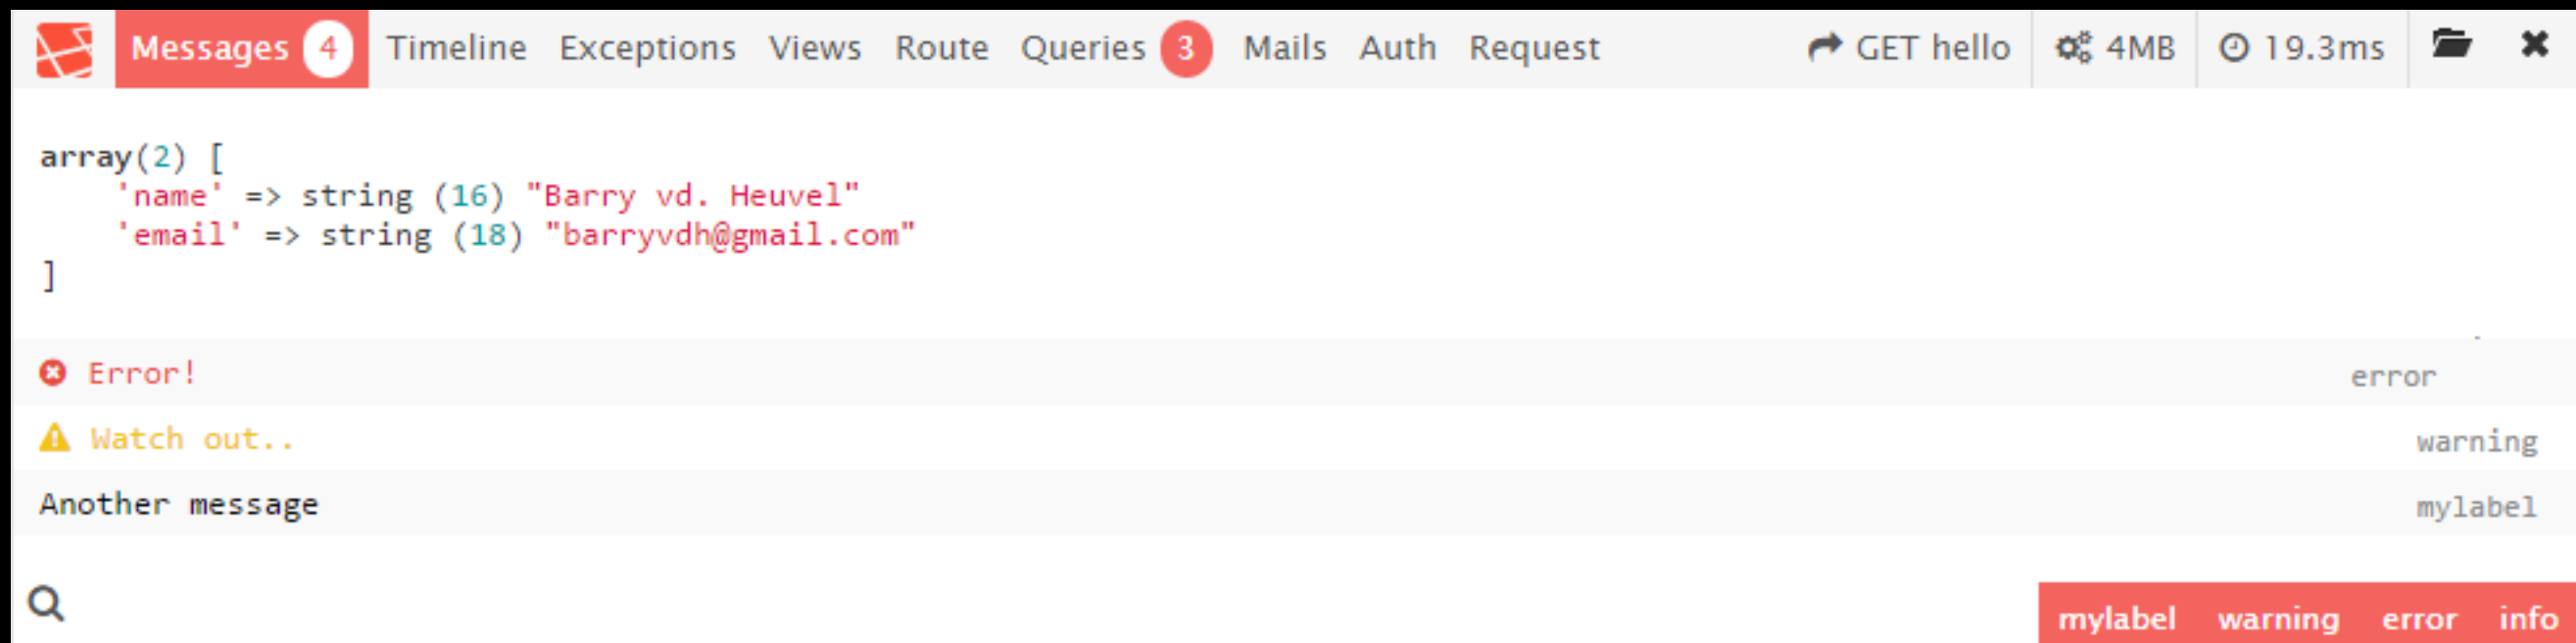 Messages 4 Timeline Exceptions Views Route Queries 3 Mails Auth Request GET hello 4MB 19.3ms
array(2) [
    'name' => string (16) "Barry vd. Heuvel"
    'email' => string (18) "barryvdh@gmail.com"
]
Error! error
Watch out.. warning
Another message mylabel
mylabel warning error info